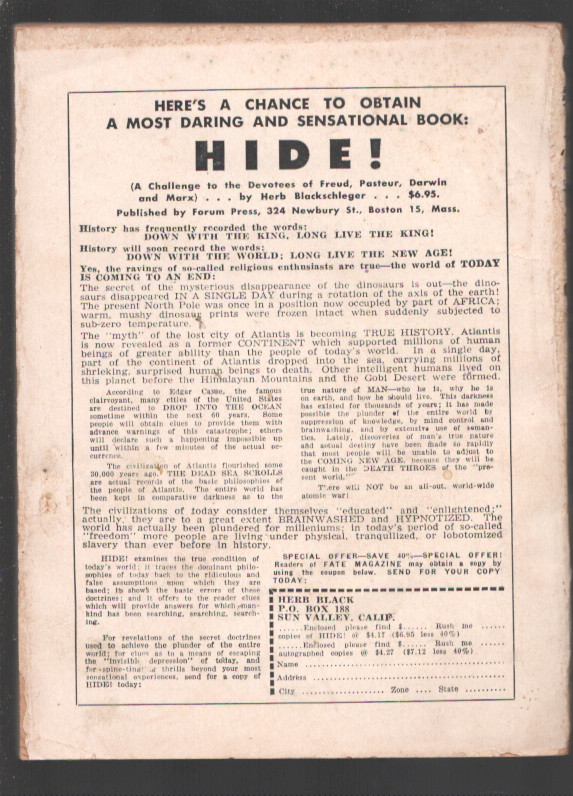 HERE'S A CHANCE TO OBTAIN
A MOST DARING AND SENSATIONAL BOOK:
HIDE!
(A Challenge to the Devotees of Freud, Pasteur, Darwin
and Marx) . . . by Herb Blackschleger . . . $6.95.
Published by Forum Press, 324 Newbury St., Boston 15, Mass.
History has frequently recorded the words:
DOWN WITH THE KING, LONG LIVE THE KING!
History will soon record the words:
DOWN WITH THE WORLD; LONG LIVE THE NEW AGE!
Yes, the ravings of so-called religious enthusiasts are true—the world of TODAY
IS COMING TO AN END:
The secret of the mysterious disappearance of the dinosaurs is out—the dino-
saurs disappeared IN A SINGLE DAY during a rotation of the axis of the earth!
The present North Pole was once in a position now occupied by part of AFRICA;
warm, mushy dinosaur prints were frozen intact when suddenly subjected to
sub-zero temperature.
The "myth" of the lost city of Atlantis is becoming TRUE HISTORY. Atlantis
is now revealed as a former CONTINENT which supported millions of human
beings of greater ability than the people of today's world. In a single day,
part of the continent of Atlantis dropped into the sea, carrying millions of
shrieking, surprised human beings to death. Other intelligent humans lived on
this planet before the Himalayan Mountains and the Gobi Desert were formed.
According to Edgar Cayse, the famous
clairvoyant, many cities of the United States
are destined to DROP INTO THE OCEAN
sometime within the next 60 years. Some
people will obtain clues to provide them with
advance warnings of this catastrophe; others
will declare such a happening impossible up
until within a few minutes of the actual oc-
currence.
The civilization of Atlantis flourished some
30,000 years ago. THE DEAD SEA SCROLLS
are actual records of the basic philosophies of
the people of Atlantis. The entire world has
been kept in comparative darkness as to the
true nature of MAN—who he is, why he is
on earth, and how he should live. This darkness
has existed for thousands of years; it has made
possible the plunder of the entire world by
suppression of knowledge, by mind control and
brainwashing, and by extensive use of seman-
tics. Lately, discoveries of man's true nature
and actual destiny have been made so rapidly
that most people will be unable to adjust to
the COMING NEW AGE, because they will be
caught in the DEATH THROES of the "pre-
sent world."
There will NOT be an all-out, world-wide
atomic war!
The civilizations of today consider themselves "educated" and "enlightened;"
actually, they are to a great extent BRAINWASHED and HYPNOTIZED. The
world has actually been plundered for milleniums; in today's period of so-called
"freedom" more people are living under physical, tranquilized, or lobotomized
slavery than ever before in history.
HIDE! examines the true condition of
today's world; it traces the dominant philo-
sophies of today back to the ridiculous and
false assumptions upon which they are
based; it shows the basic errors of these
doctrines; and it offers to the reader clues
which will provide answers for which man-
kind has been searching, searching, search-
ing.
For revelations of the secret doctrines
used to achieve the plunder of the entire
world; for clues as to a means of escaping
the "invisible depression" of today, and
for spine-tingl g thrills beyond your most
sensational experiences, send for a copy of
HIDE! today:
SPECIAL OFFER—SAVE 40%—SPECIAL OFFER!
Readers of FATE MAGAZINE may obtain a copy by
using the coupon below. SEND FOR YOUR COPY
TODAY:
HERB BLACK
P.O. BOX 188
SUN VALLEY, CALIF.
......Enclosed please find $...... Rush me ......
copies of HIDE! @ $4.17 ($6.95 less 40%)
......Enclosed please find $...... Rush me ......
autographed copies @ $4.27 ($7.12 less 40%)
Name ..........
Address ..........
City .......... Zone .... State ..........